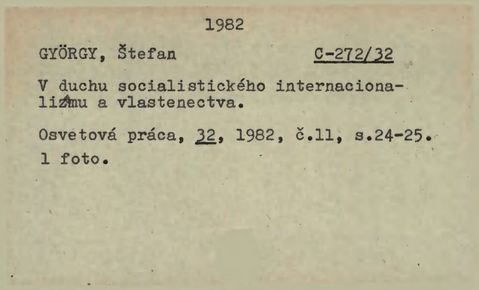 1982
GYÖRGY, Štefan C-272/32
V duchu socialistického internaciona-
lizmu a vlastenectva.
Osvetová práca, 32, 1982, č.11, s.24-25.
1 foto.